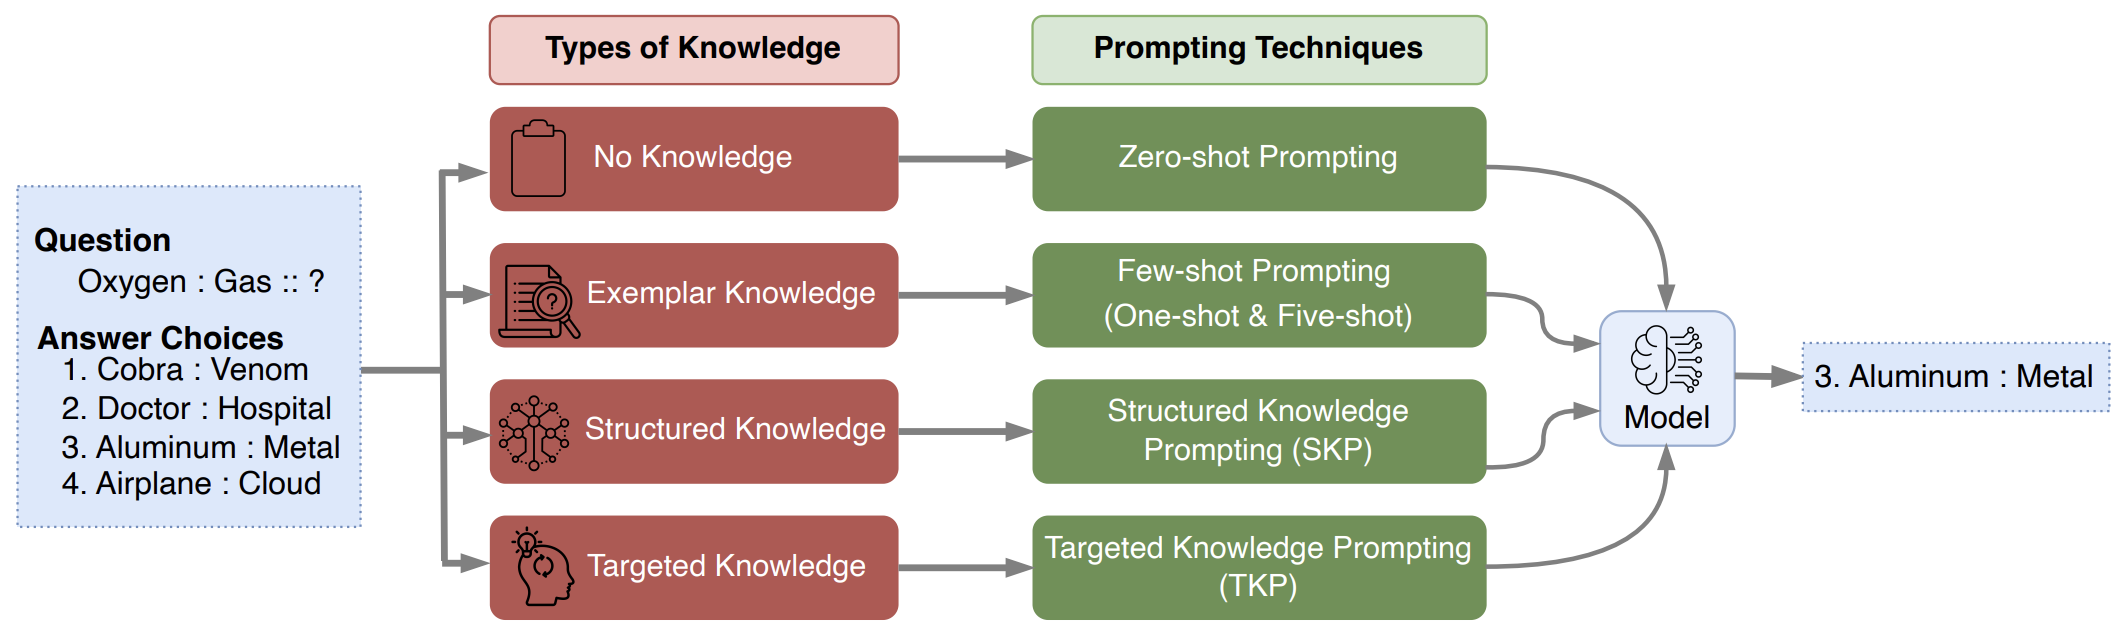 Types of Knowledge
Prompting Techniques
Question
Oxygen : Gas :: ?
Answer Choices
1. Cobra : Venom
2. Doctor : Hospital
3. Aluminum : Metal
4. Airplane : Cloud
No Knowledge
Zero-shot Prompting
?
Exemplar Knowledge
Few-shot Prompting
(One-shot & Five-shot)
Structured Knowledge
Structured Knowledge
Prompting (SKP)
Targeted Knowledge
Targeted Knowledge Prompting
(TKP)
Model
3. Aluminum : Metal